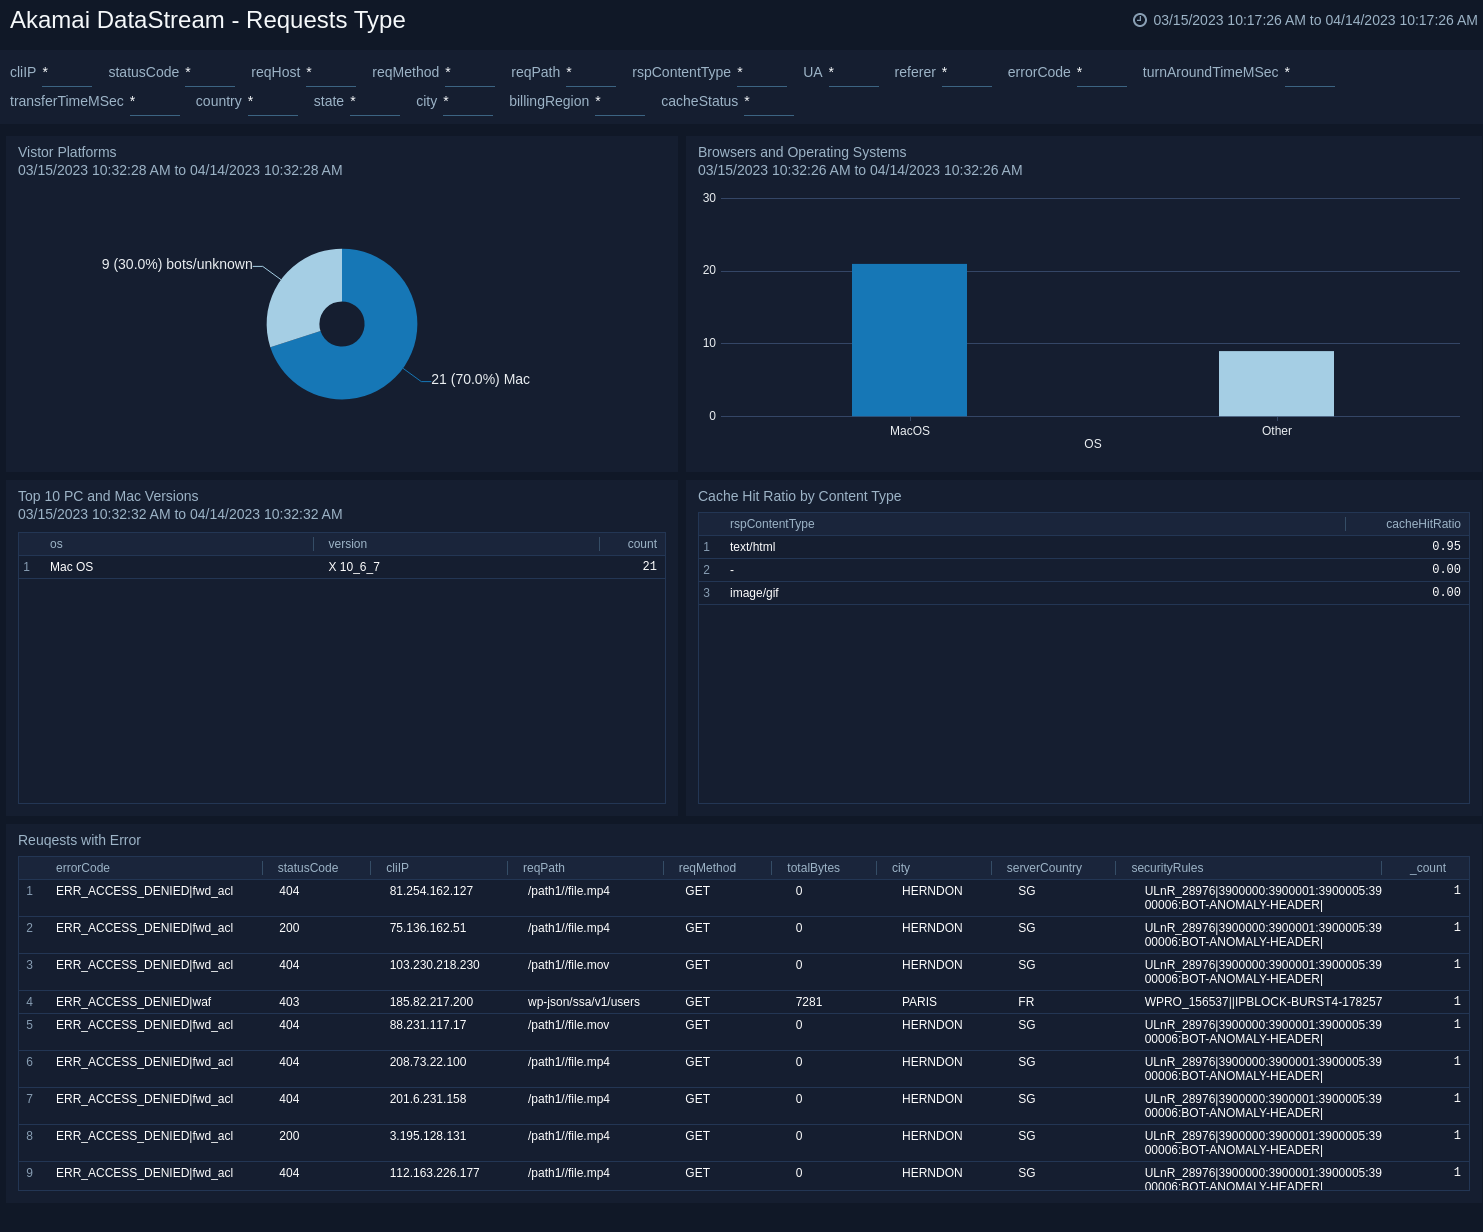 Akamai DataStream - Requests Type
03/15/2023 10:17:26 AM to 04/14/2023 10:17:26 AM
cliIP * statusCode * reqHost * reqMethod * reqPath * rspContentType * UA * referer * errorCode * turnAroundTimeMSec *
transferTimeMSec * country * state * city * billingRegion * cacheStatus *
Vistor Platforms
03/15/2023 10:32:28 AM to 04/14/2023 10:32:28 AM
9 (30.0%) bots/unknown
21 (70.0%) Mac
Browsers and Operating Systems
03/15/2023 10:32:26 AM to 04/14/2023 10:32:26 AM
30
20
10
0
MacOS Other
OS
Top 10 PC and Mac Versions
03/15/2023 10:32:32 AM to 04/14/2023 10:32:32 AM
os version count
1 Mac OS X 10_6_7 21
Cache Hit Ratio by Content Type
rspContentType cacheHitRatio
1 text/html 0.95
2 - 0.00
3 image/gif 0.00
Reuqests with Error
errorCode statusCode cliIP reqPath reqMethod totalBytes city serverCountry securityRules _count
1 ERR_ACCESS_DENIED|fwd_acl 404 81.254.162.127 /path1//file.mp4 GET 0 HERNDON SG ULnR_28976|3900000:3900001:3900005:39 1
00006:BOT-ANOMALY-HEADER|
2 ERR_ACCESS_DENIED|fwd_acl 200 75.136.162.51 /path1//file.mp4 GET 0 HERNDON SG ULnR_28976|3900000:3900001:3900005:39 1
00006:BOT-ANOMALY-HEADER|
3 ERR_ACCESS_DENIED|fwd_acl 404 103.230.218.230 /path1//file.mov GET 0 HERNDON SG ULnR_28976|3900000:3900001:3900005:39 1
00006:BOT-ANOMALY-HEADER|
4 ERR_ACCESS_DENIED|waf 403 185.82.217.200 wp-json/ssa/v1/users GET 7281 PARIS FR WPRO_156537||IPBLOCK-BURST4-178257 1
5 ERR_ACCESS_DENIED|fwd_acl 404 88.231.117.17 /path1//file.mov GET 0 HERNDON SG ULnR_28976|3900000:3900001:3900005:39 1
00006:BOT-ANOMALY-HEADER|
6 ERR_ACCESS_DENIED|fwd_acl 404 208.73.22.100 /path1//file.mp4 GET 0 HERNDON SG ULnR_28976|3900000:3900001:3900005:39 1
00006:BOT-ANOMALY-HEADER|
7 ERR_ACCESS_DENIED|fwd_acl 404 201.6.231.158 /path1//file.mp4 GET 0 HERNDON SG ULnR_28976|3900000:3900001:3900005:39 1
00006:BOT-ANOMALY-HEADER|
8 ERR_ACCESS_DENIED|fwd_acl 200 3.195.128.131 /path1//file.mp4 GET 0 HERNDON SG ULnR_28976|3900000:3900001:3900005:39 1
00006:BOT-ANOMALY-HEADER|
9 ERR_ACCESS_DENIED|fwd_acl 404 112.163.226.177 /path1//file.mp4 GET 0 HERNDON SG ULnR_28976|3900000:3900001:3900005:39 1
00006:BOT-ANOMALY-HEADER|